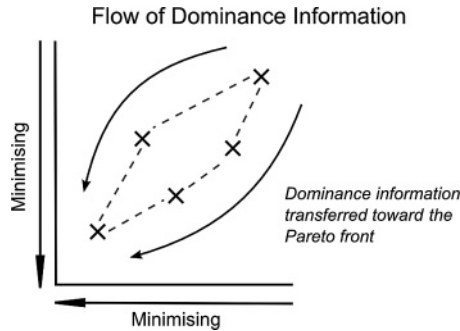 Flow of Dominance Information
Minimising
Dominance information
transferred toward the
Pareto front
Minimising